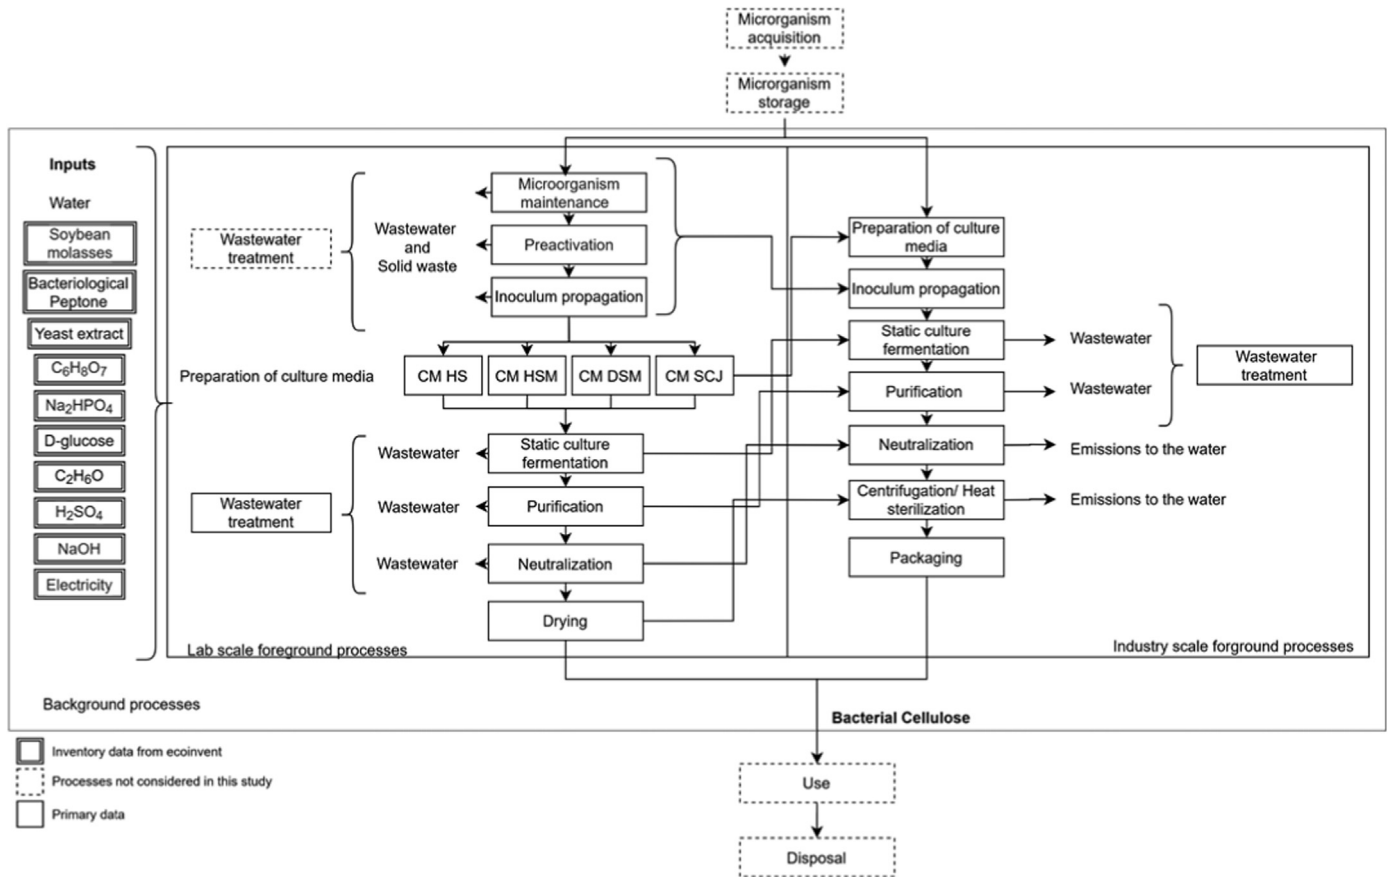 Microrganism
acquisition
Microrganism
storage
Inputs
Water
Soybean
molasses
Bacteriological
Peptone
Yeast extract
C₆H₈O₇
Na₂HPO₄
D-glucose
C₂H₆O
H₂SO₄
NaOH
Electricity
Wastewater
treatment
Wastewater
and
Solid waste
Microorganism
maintenance
Preactivation
Inoculum propagation
Preparation of culture media
CM HS
CM HSM
CM DSM
CM SCJ
Wastewater
treatment
Wastewater
Wastewater
Wastewater
Static culture
fermentation
Purification
Neutralization
Drying
Lab scale foreground processes
Preparation of culture
media
Inoculum propagation
Static culture
fermentation
Purification
Neutralization
Centrifugation/ Heat
sterilization
Packaging
Wastewater
Wastewater
Emissions to the water
Emissions to the water
Wastewater
treatment
Industry scale forground processes
Background processes
Bacterial Cellulose
Use
Disposal
Inventory data from ecoinvent
Processes not considered in this study
Primary data